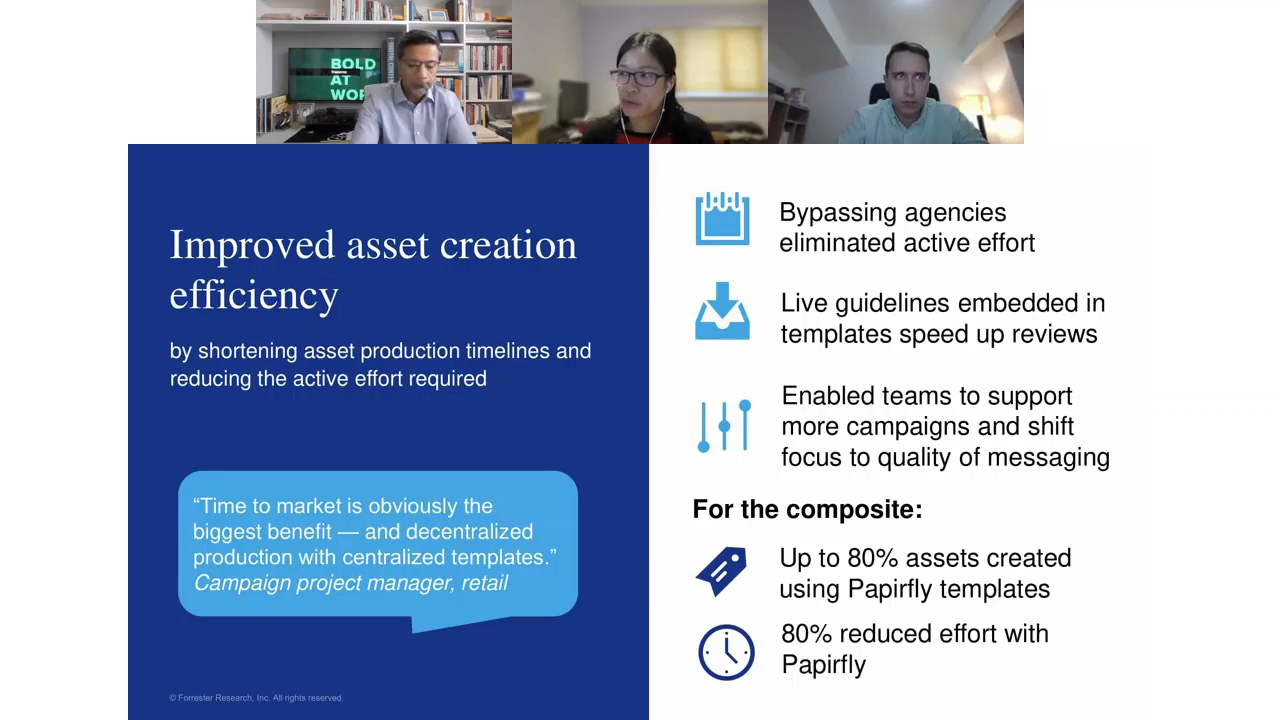 BOLD
AT
WOR
Improved asset creation
efficiency
by shortening asset production timelines and
reducing the active effort required
“Time to market is obviously the
biggest benefit — and decentralized
production with centralized templates.”
Campaign project manager, retail
© Forrester Research, Inc. All rights reserved.
Bypassing agencies
eliminated active effort
Live guidelines embedded in
templates speed up reviews
Enabled teams to support
more campaigns and shift
focus to quality of messaging
For the composite:
Up to 80% assets created
using Papirfly templates
80% reduced effort with
Papirfly